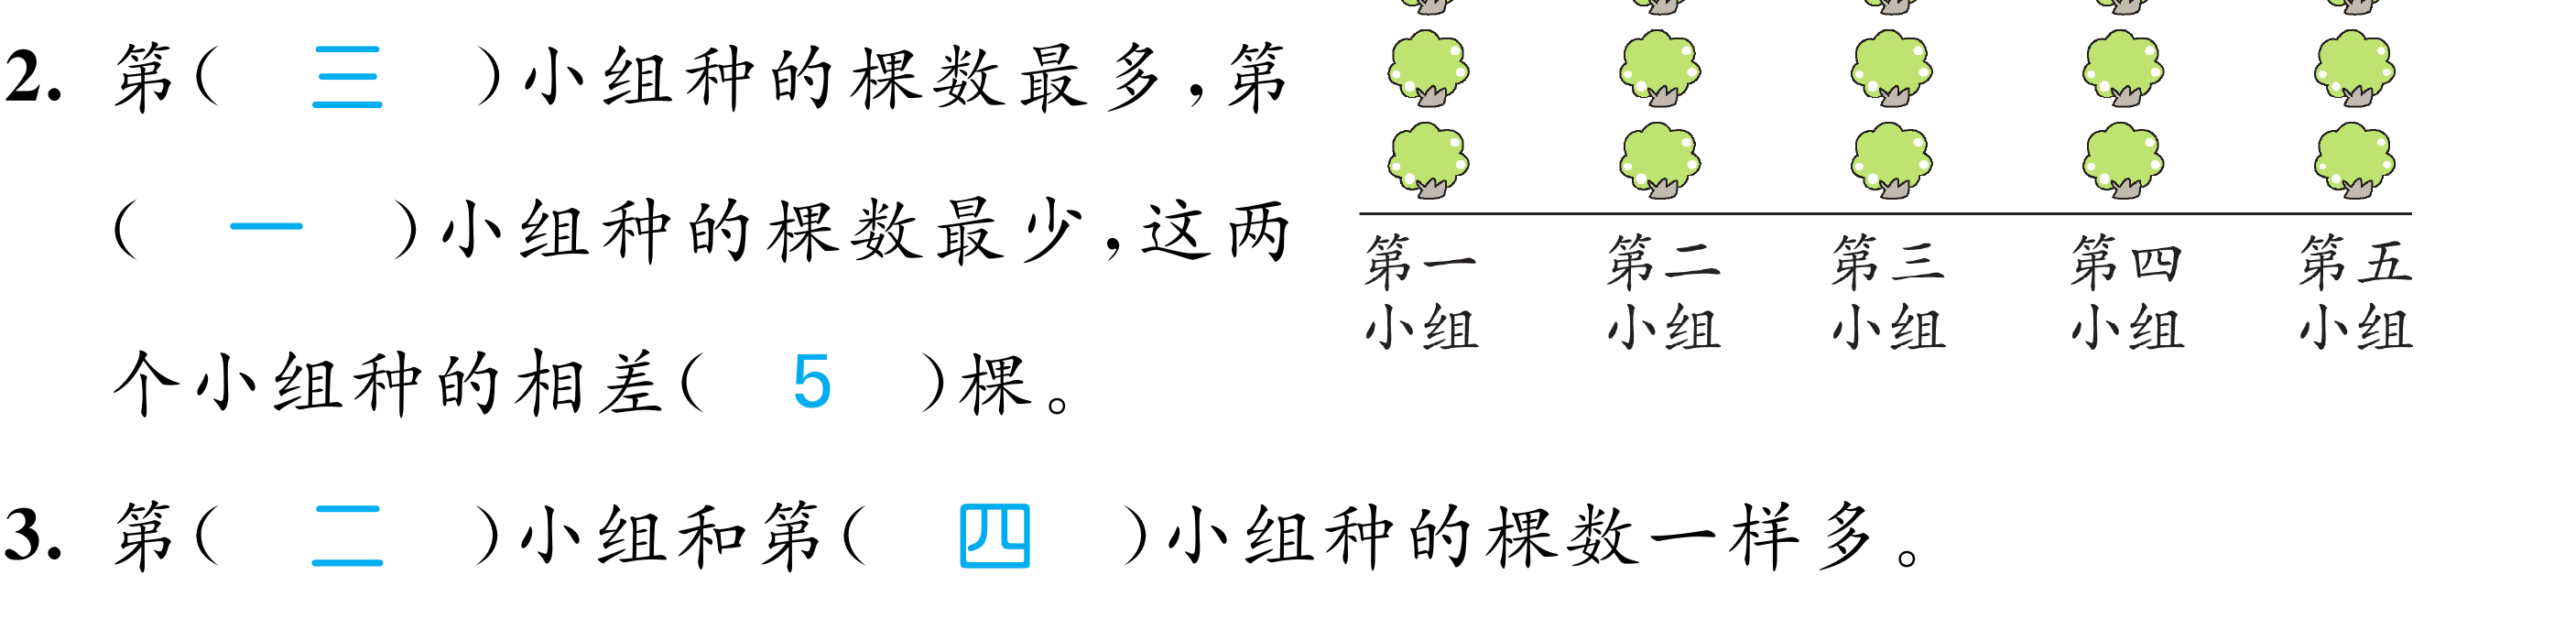 2. 第( 三 )小组种的棵数最多,第
( 一 )小组种的棵数最少,这两
个小组种的相差( 5 )棵。
第一小组 第二小组 第三小组 第四小组 第五小组
3. 第( 二 )小组和第( 四 )小组种的棵数一样多。